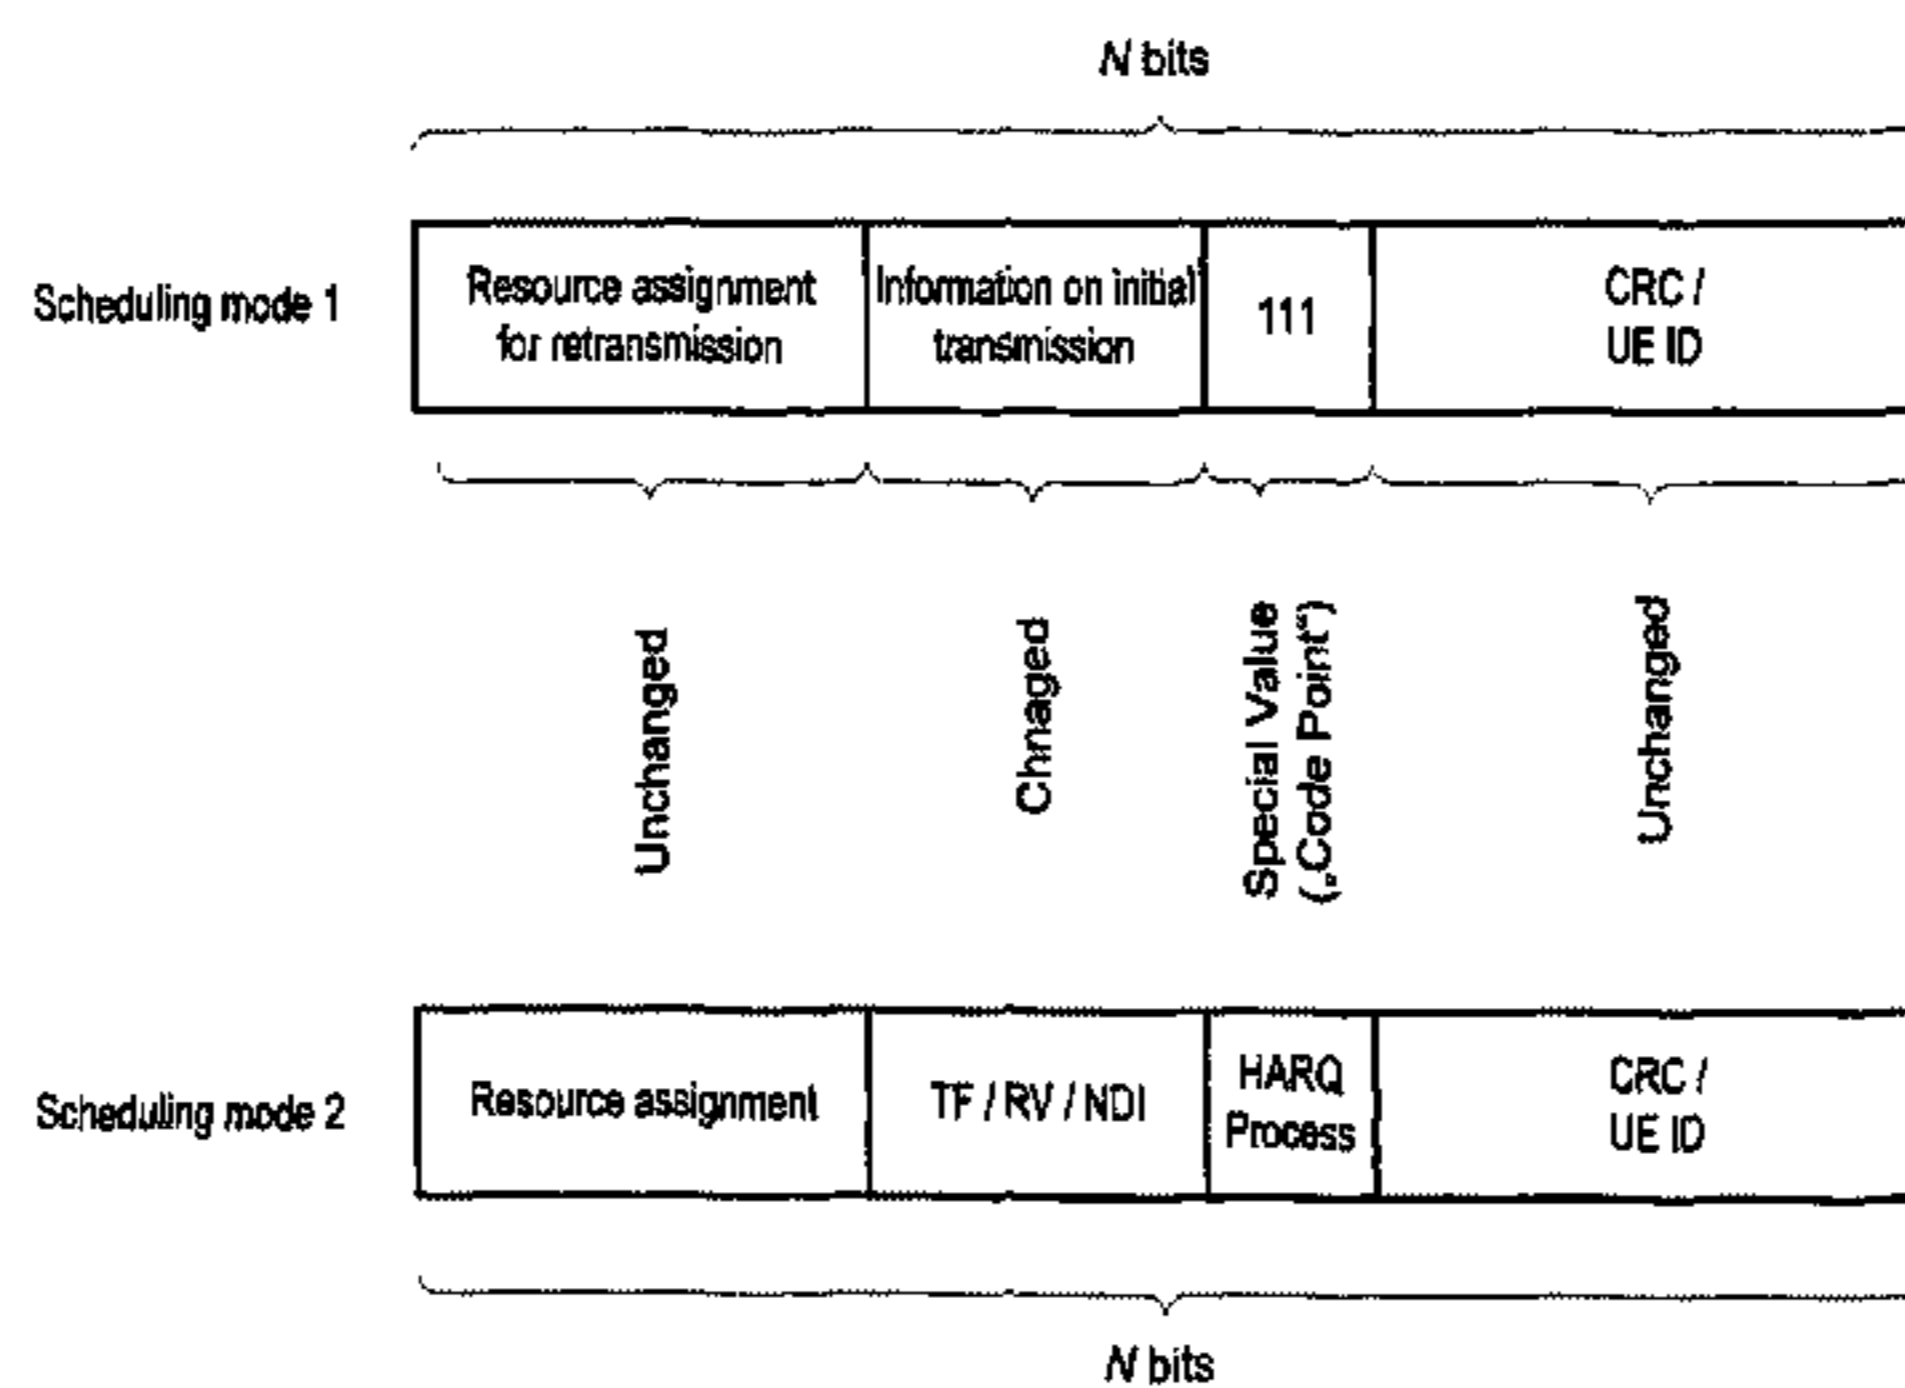 N bits
Scheduling mode 1
Resource assignment
for retransmission
Information on initial
transmission
111
CRC /
UE ID
Unchanged
Chnaged
Special Value
(„Code Point“)
Unchanged
Scheduling mode 2
Resource assignment
TF / RV / NDI
HARQ
Process
CRC /
UE ID
N bits